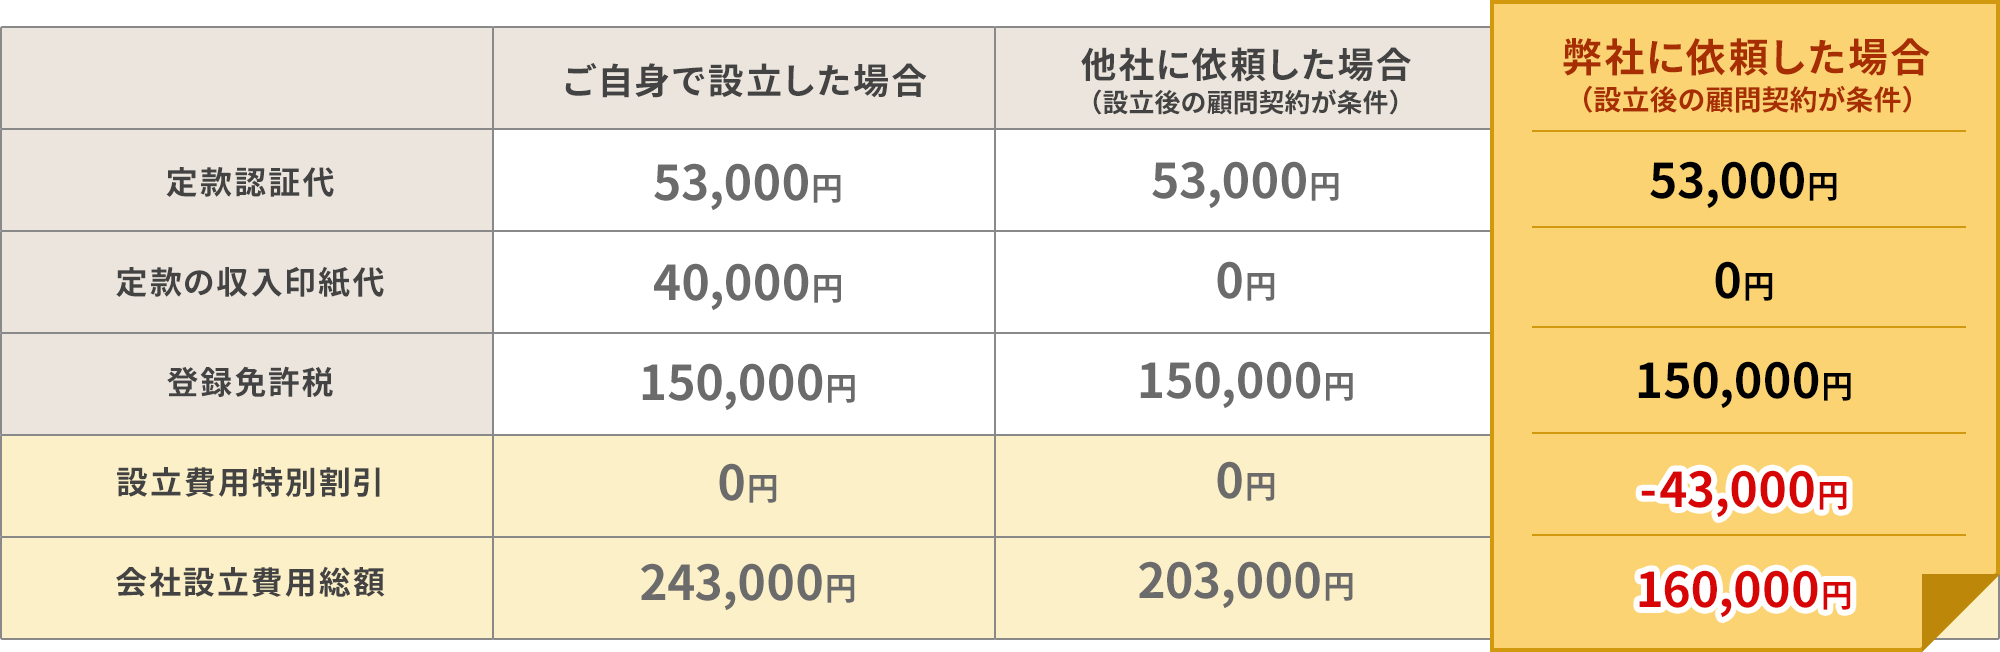 ご自身で設立した場合
他社に依頼した場合
（設立後の顧問契約が条件）
弊社に依頼した場合
（設立後の顧問契約が条件）
定款認証代 53,000円 53,000円 53,000円
定款の収入印紙代 40,000円 0円 0円
登録免許税 150,000円 150,000円 150,000円
設立費用特別割引 0円 0円 -43,000円
会社設立費用総額 243,000円 203,000円 160,000円